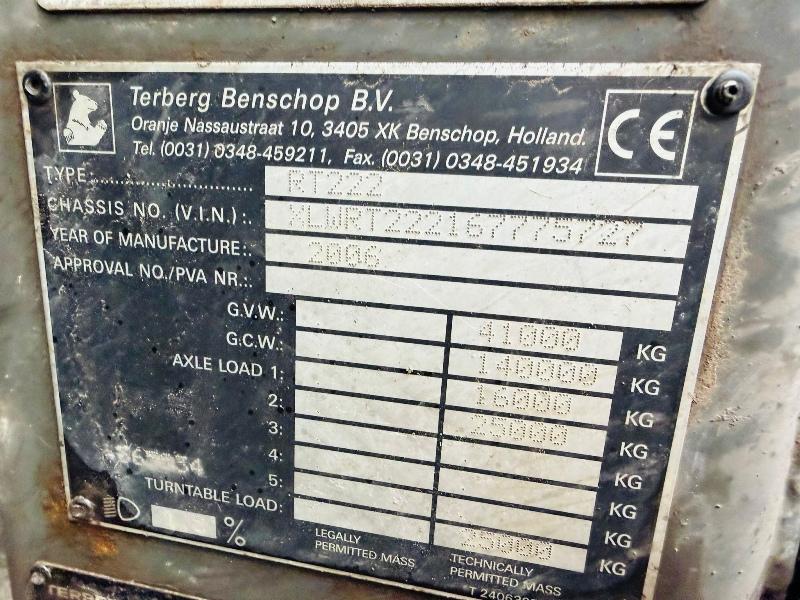 Terberg Benschop B.V.
Oranje Nassaustraat 10, 3405 XK Benschop, Holland.
Tel. (0031) 0348-459211, Fax. (0031) 0348-451934
CE
TYPE: RT222
CHASSIS NO. (V.I.N.): XLWRT222167775727
YEAR OF MANUFACTURE: 2006
APPROVAL NO./PVA NR.:
G.V.W.: 41000 KG
G.C.W.: 140000 KG
AXLE LOAD 1: 16000 KG
2: 25000 KG
3: KG
4: KG
5: KG
TURNTABLE LOAD: 25000 KG
%
LEGALLY PERMITTED MASS
TECHNICALLY PERMITTED MASS